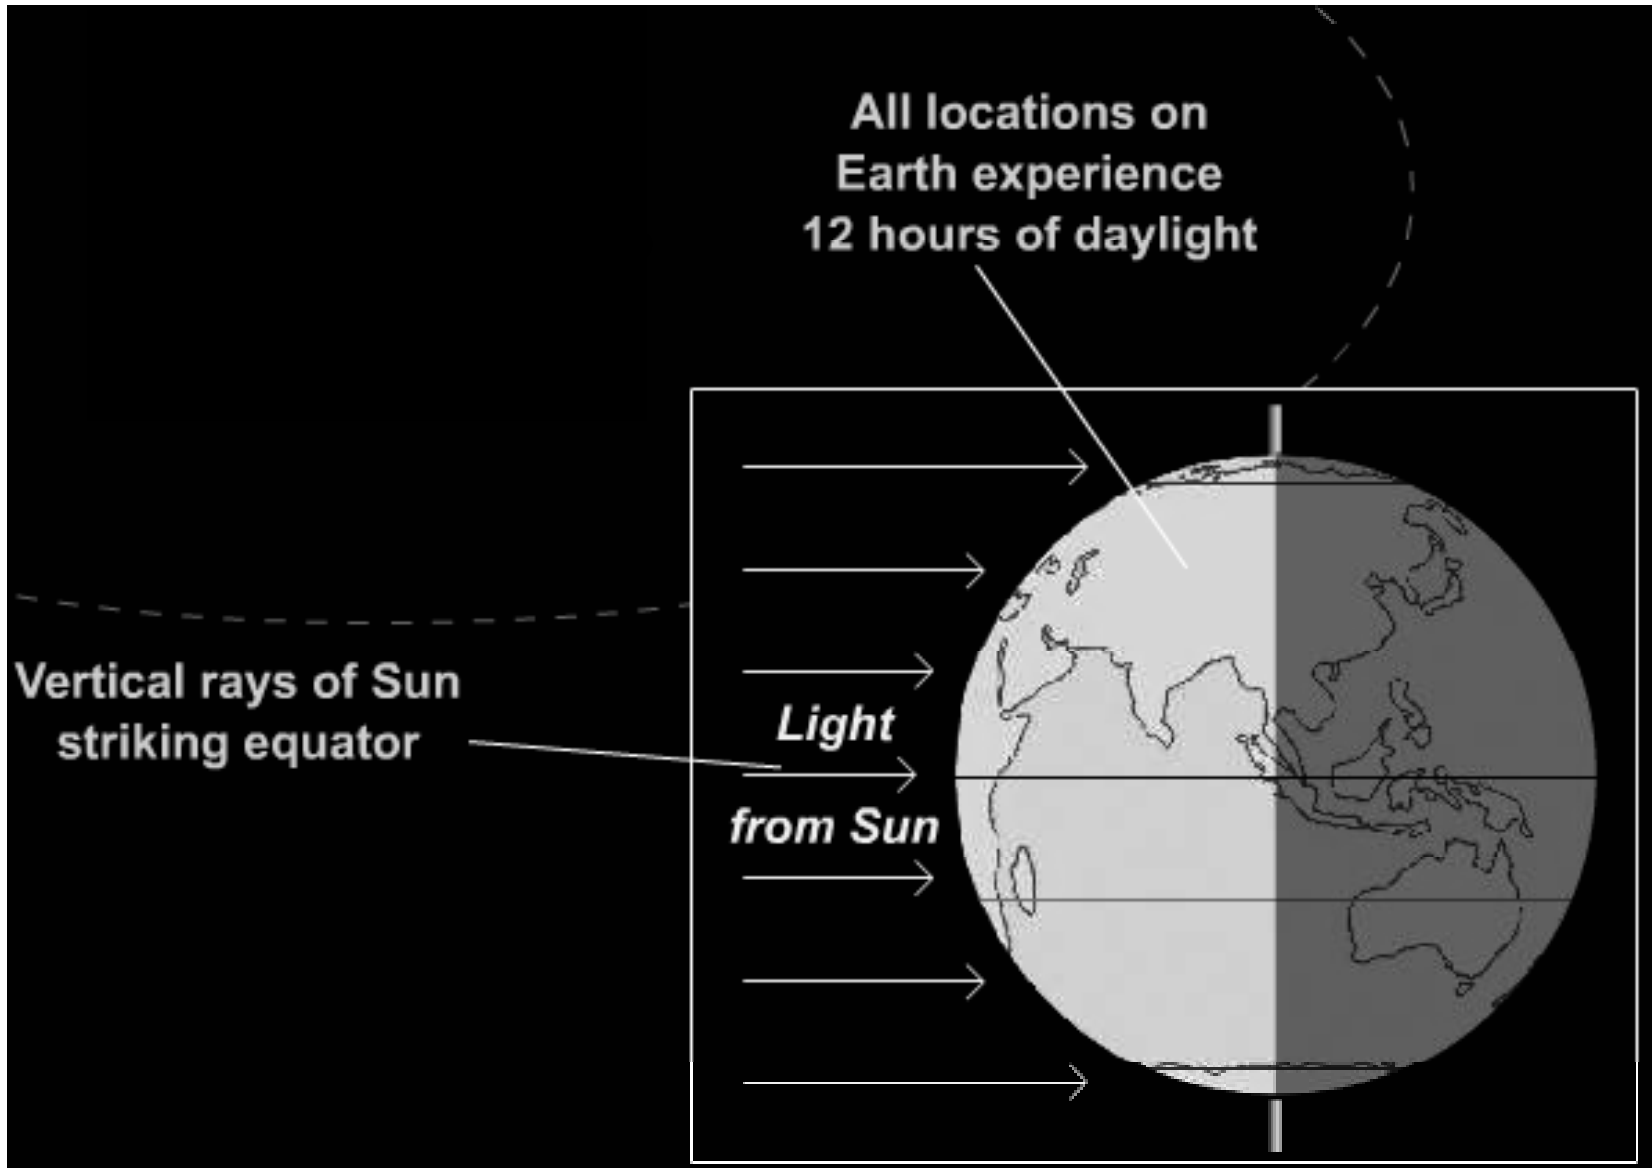 All locations on
Earth experience
12 hours of daylight
Vertical rays of Sun
striking equator
Light
from Sun